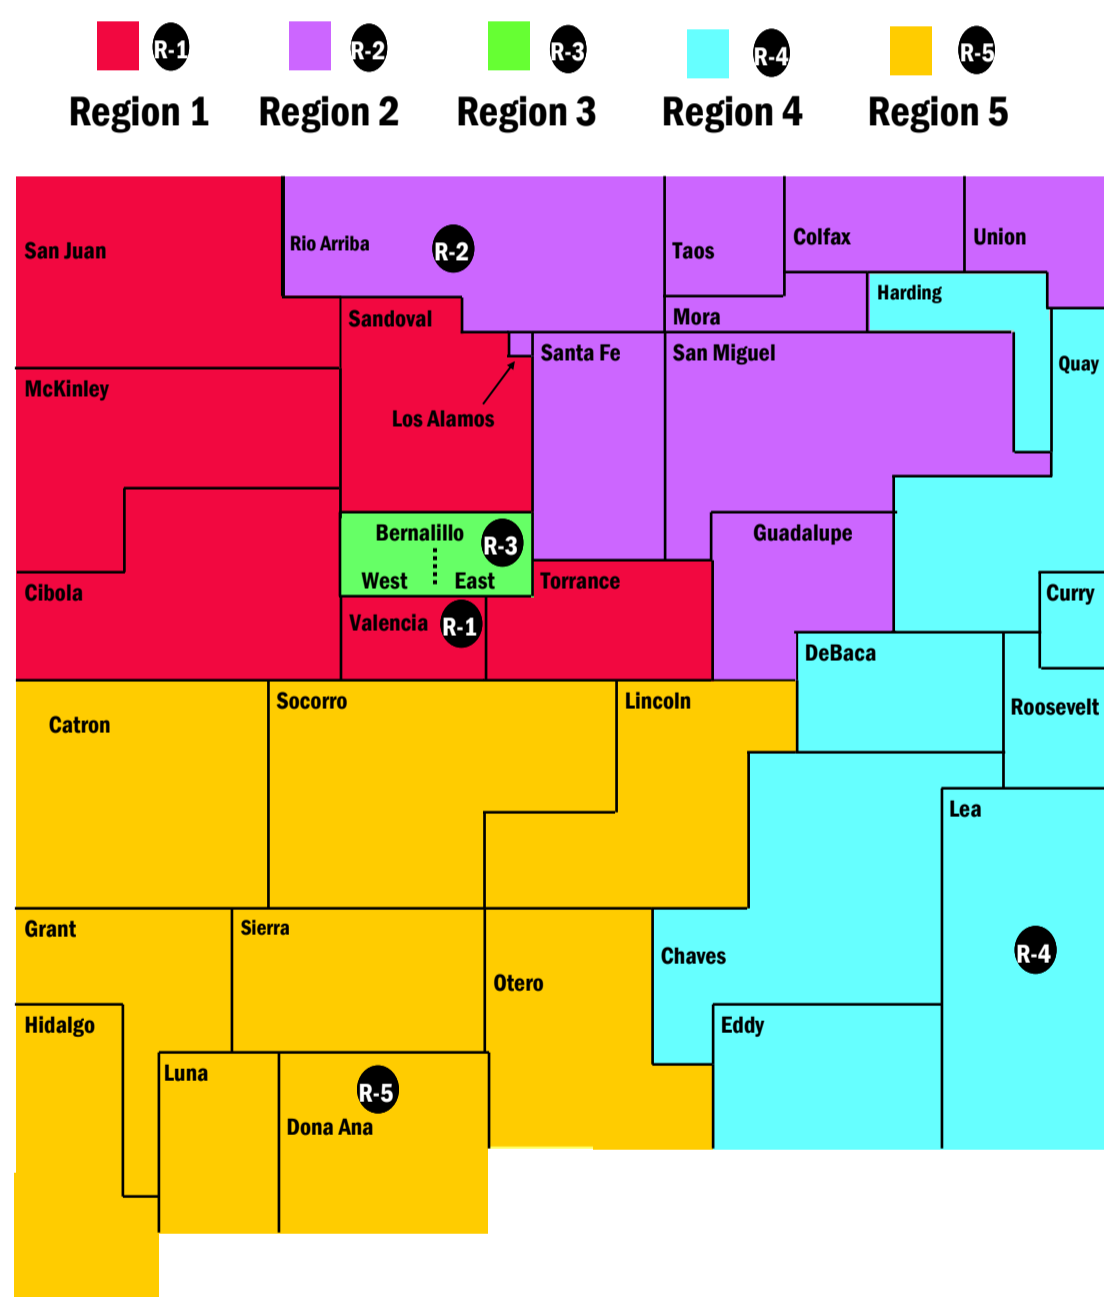 R-1
R-2
R-3
R-4
R-5
Region 1
Region 2
Region 3
Region 4
Region 5
San Juan
Rio Arriba
R-2
Taos
Colfax
Union
Harding
Sandoval
Mora
McKinley
Santa Fe
San Miguel
Quay
Los Alamos
Bernalillo
R-3
West
East
Guadalupe
Cibola
Torrance
Curry
Valencia
R-1
DeBaca
Catron
Socorro
Lincoln
Roosevelt
Lea
Grant
Sierra
Otero
Chaves
R-4
Hidalgo
Eddy
Luna
R-5
Dona Ana